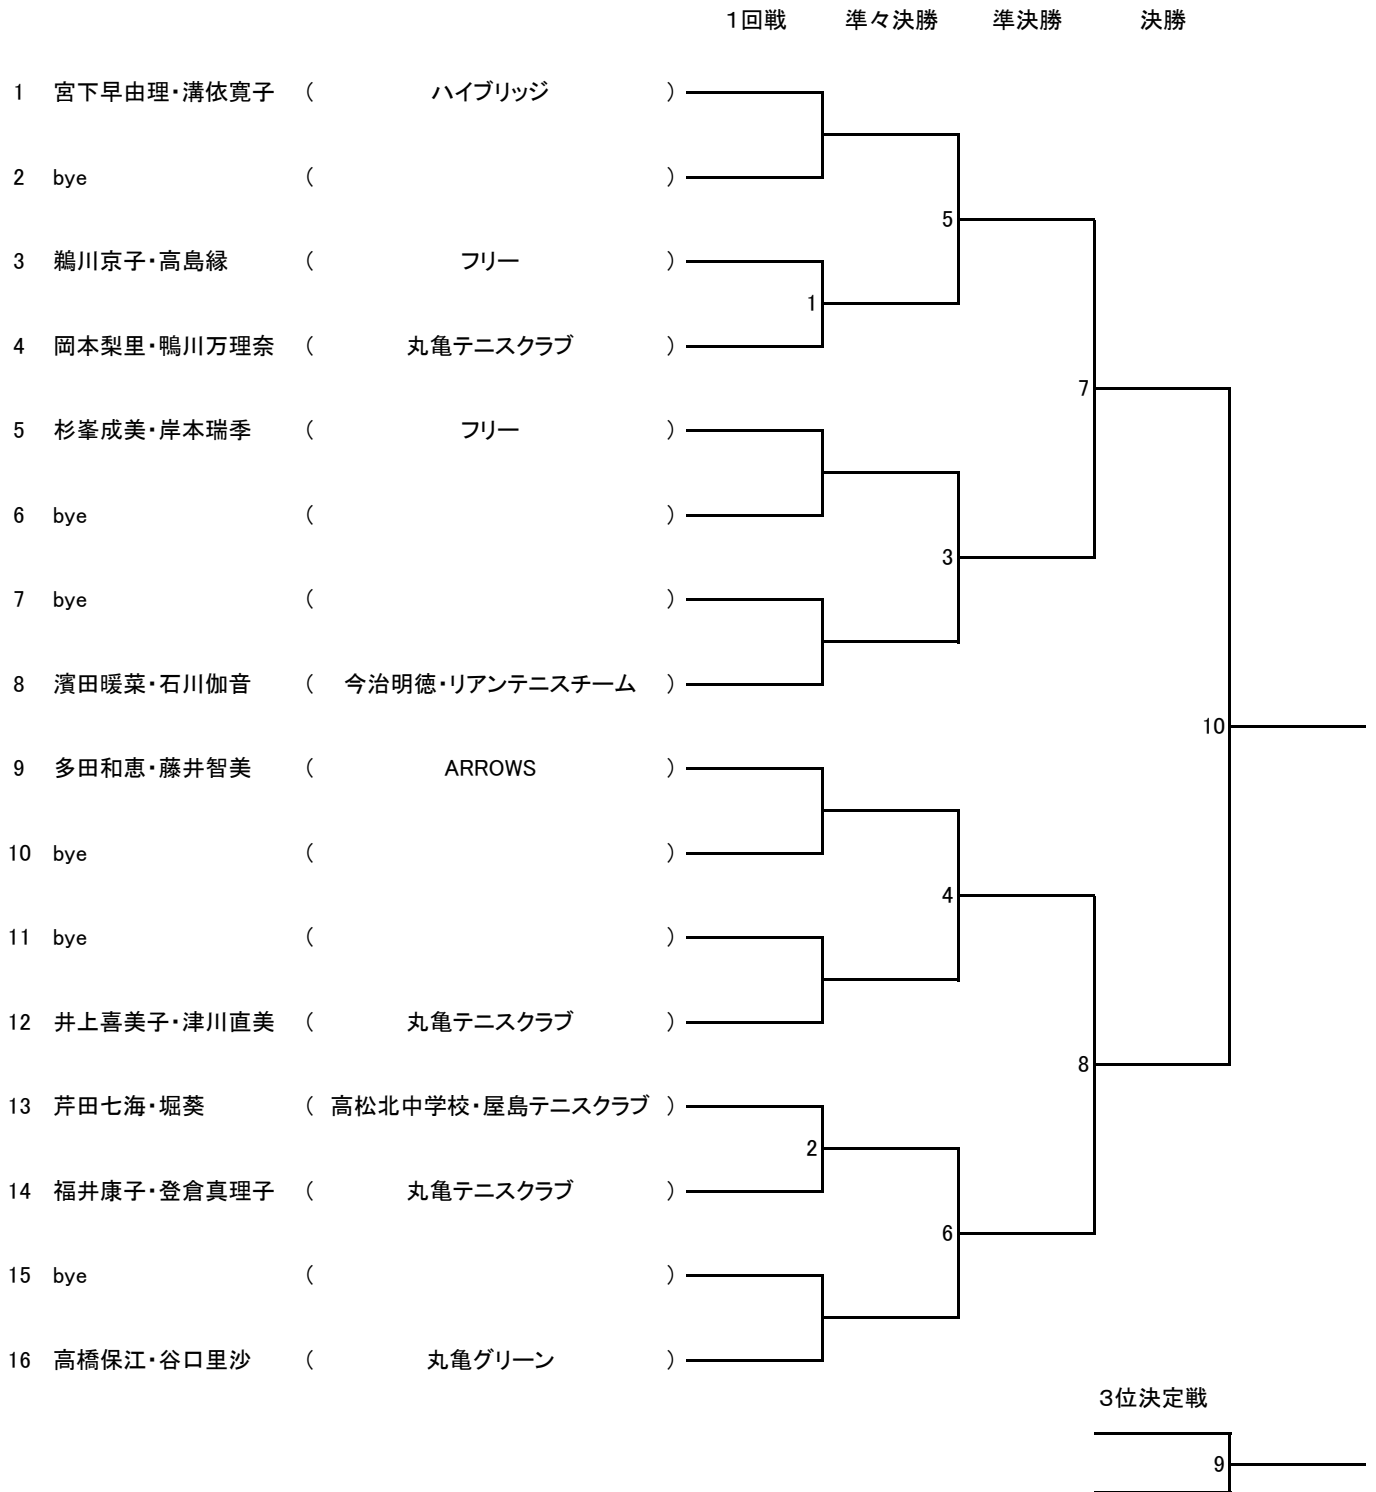 1回戦 準々決勝 準決勝 決勝
1 宮下早由理・溝依寛子 （ ハイブリッジ ）
2 bye （ ）
5
3 鵜川京子・高島縁 （ フリー ）
1
4 岡本梨里・鴨川万理奈 （ 丸亀テニスクラブ ）
7
5 杉峯成美・岸本瑞季 （ フリー ）
6 bye （ ）
3
7 bye （ ）
8 濱田暖菜・石川伽音 （ 今治明徳・リアンテニスチーム ）
10
9 多田和恵・藤井智美 （ ARROWS ）
10 bye （ ）
4
11 bye （ ）
12 井上喜美子・津川直美 （ 丸亀テニスクラブ ）
8
13 芹田七海・堀葵 （ 高松北中学校・屋島テニスクラブ ）
2
14 福井康子・登倉真理子 （ 丸亀テニスクラブ ）
6
15 bye （ ）
16 高橋保江・谷口里沙 （ 丸亀グリーン ）
3位決定戦
9